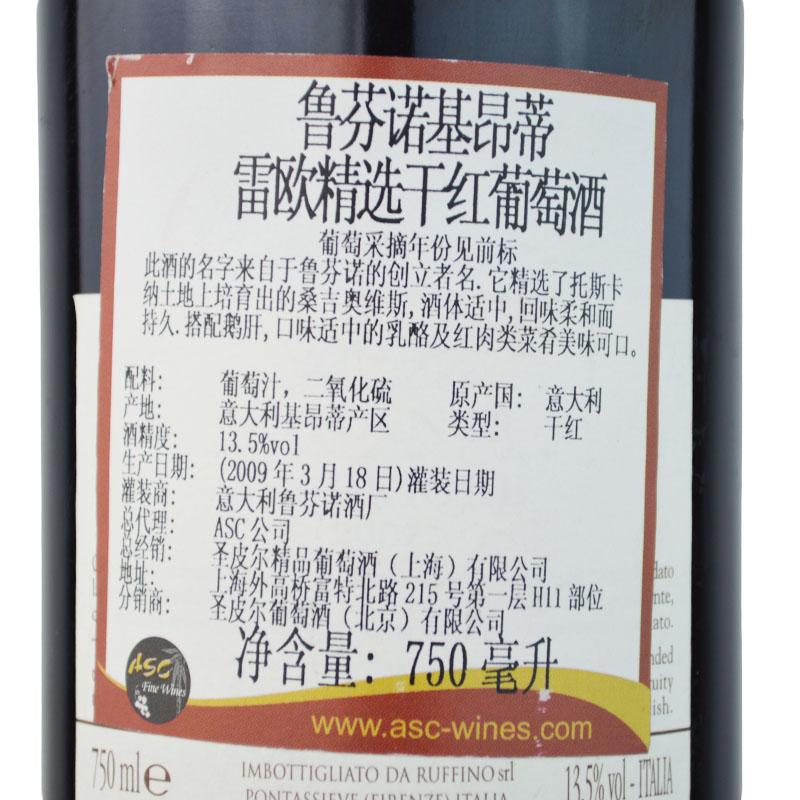 鲁芬诺基昂蒂
雷欧精选干红葡萄酒
葡萄采摘年份见前标
此酒的名字来自于鲁芬诺的创立者名. 它精选了托斯卡
纳土地上培育出的桑吉奥维斯, 酒体适中, 回味柔和而
持久. 搭配鹅肝, 口味适中的乳酪及红肉类菜肴美味可口。
配料: 葡萄汁, 二氧化硫 原产国: 意大利
产地: 意大利基昂蒂产区 类型: 干红
酒精度: 13.5%vol
生产日期: (2009年3月18日)灌装日期
灌装商: 意大利鲁芬诺酒厂
总代理: ASC公司
总经销: 圣皮尔精品葡萄酒（上海）有限公司
地址: 上海外高桥富特北路215号第一层H11部位
分销商: 圣皮尔葡萄酒（北京）有限公司
净含量: 750毫升
ASC
Fine Wines
www.asc-wines.com
dato
nte,
ato.
nded
uity
ish.
750 ml e
IMBOTTIGLIATO DA RUFFINO srl
PONTASSIEVE (FIRENZE) ITALIA
13,5% vol - ITALIA